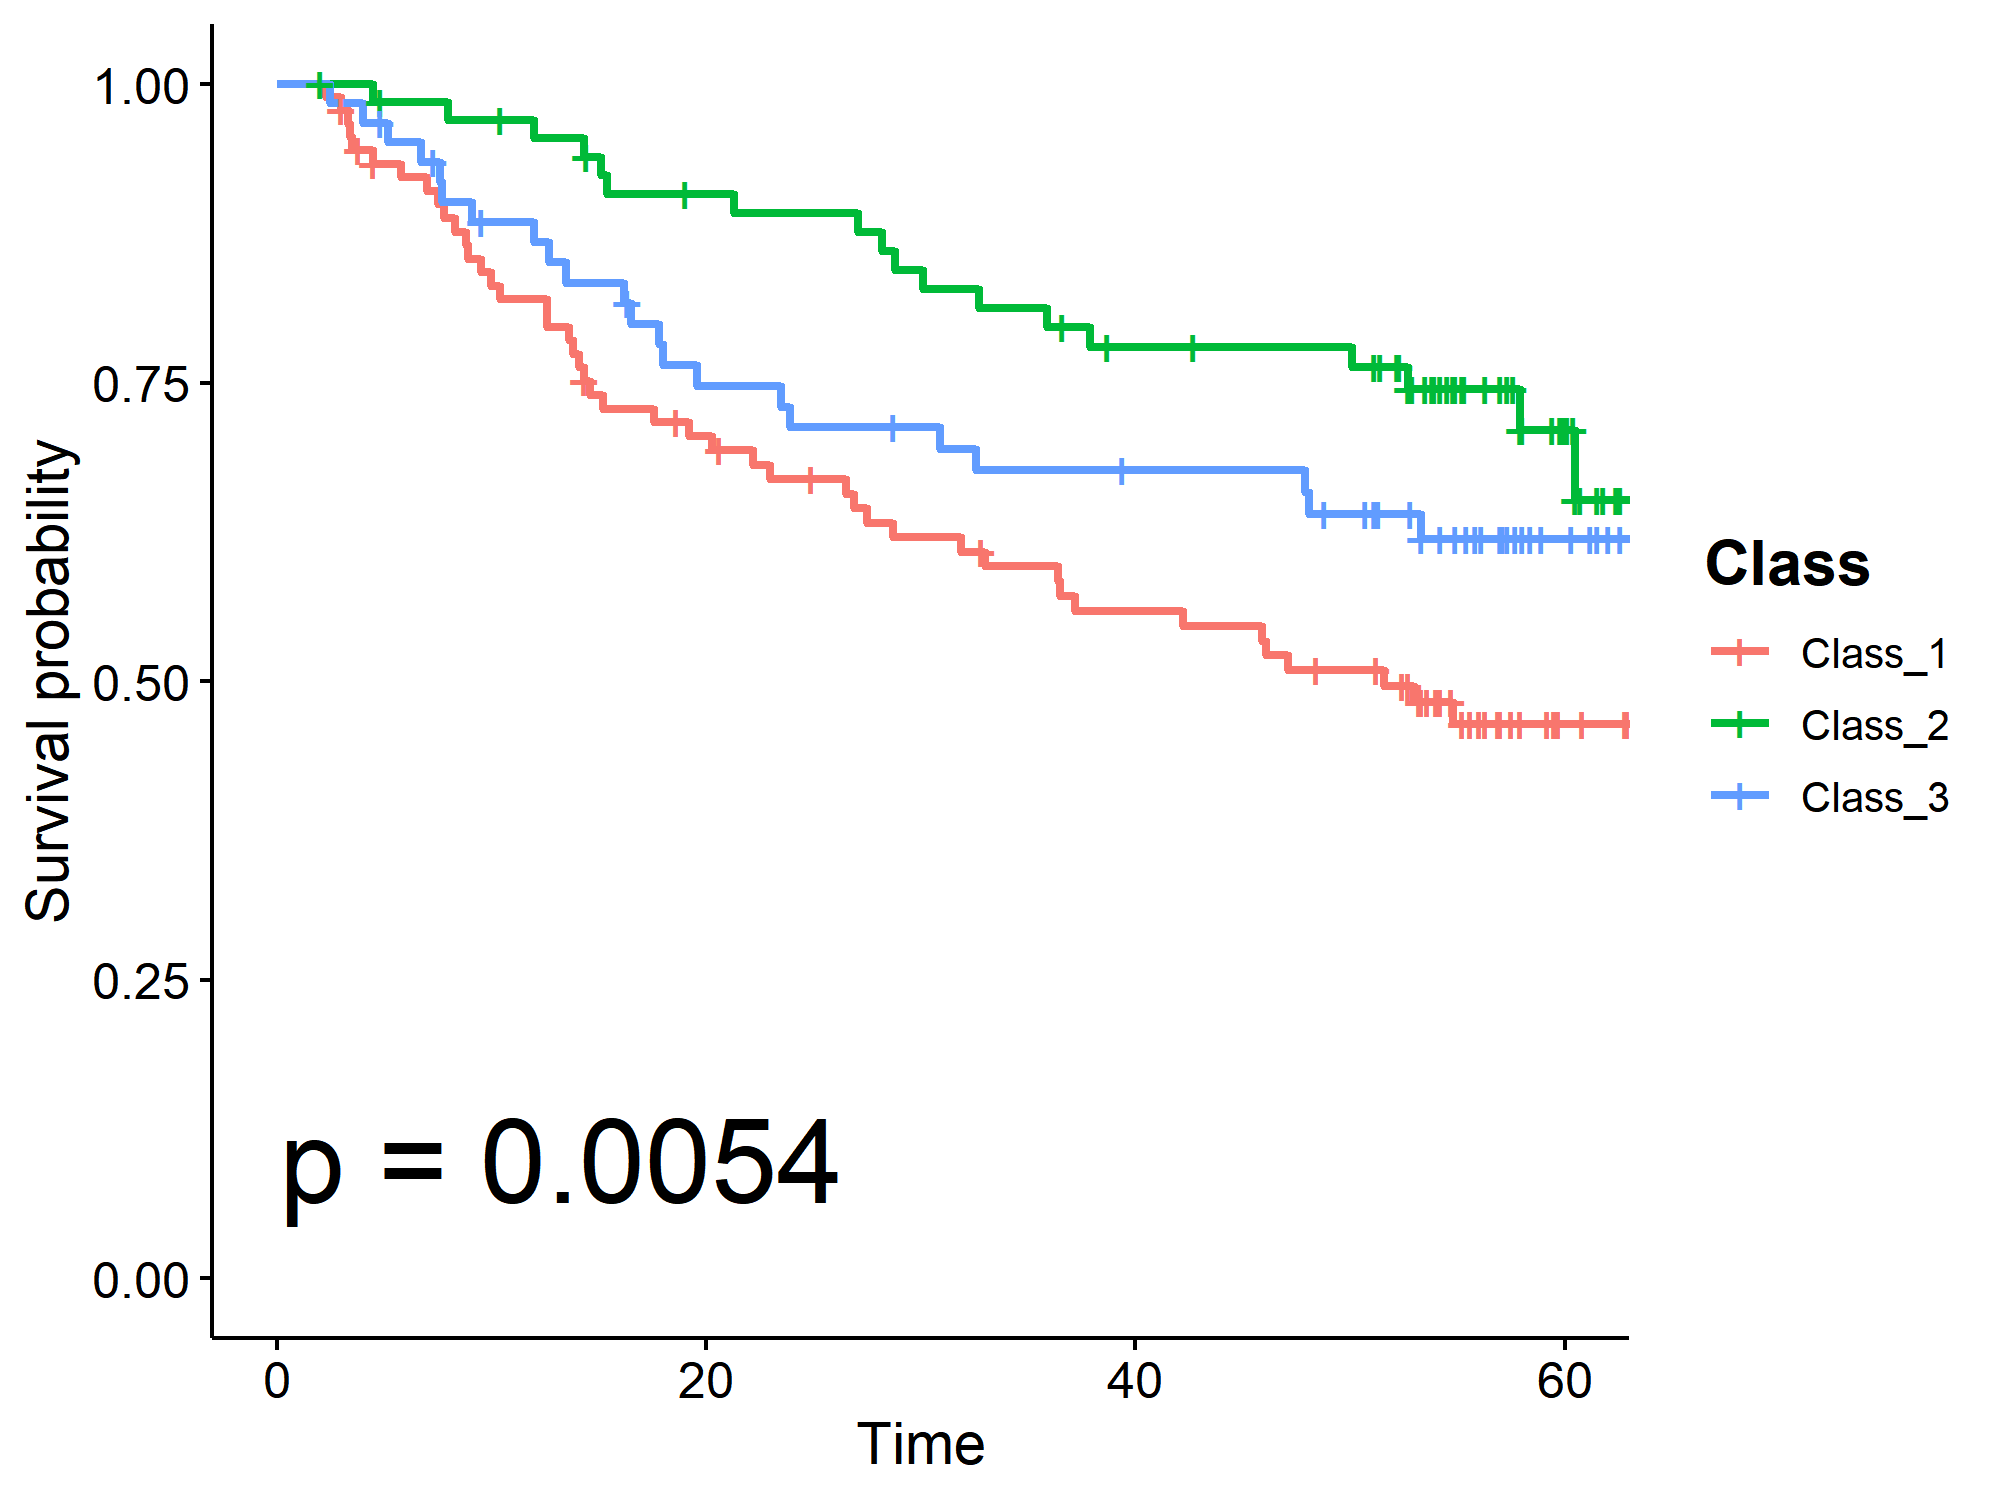 1.00
0.75
0.50
0.25
0.00
Survival probability
p = 0.0054
0 20 40 60
Time
Class
Class_1
Class_2
Class_3